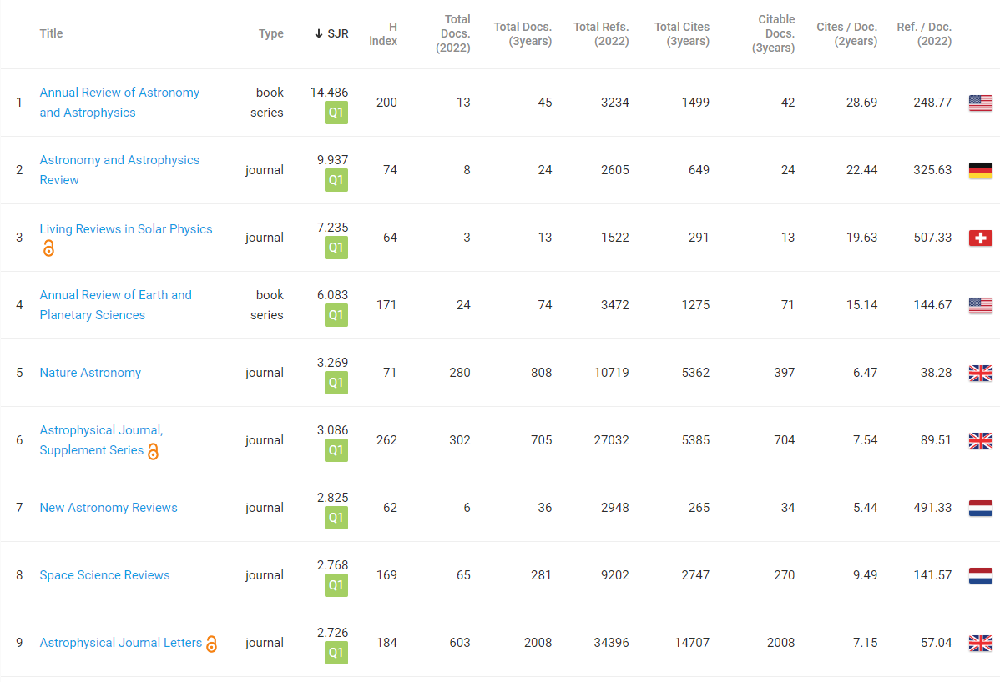 Title Type ↓ SJR H index Total Docs. (2022) Total Docs. (3years) Total Refs. (2022) Total Cites (3years) Citable Docs. (3years) Cites / Doc. (2years) Ref. / Doc. (2022)
1 Annual Review of Astronomy and Astrophysics book series 14.486 Q1 200 13 45 3234 1499 42 28.69 248.77
2 Astronomy and Astrophysics Review journal 9.937 Q1 74 8 24 2605 649 24 22.44 325.63
3 Living Reviews in Solar Physics journal 7.235 Q1 64 3 13 1522 291 13 19.63 507.33
4 Annual Review of Earth and Planetary Sciences book series 6.083 Q1 171 24 74 3472 1275 71 15.14 144.67
5 Nature Astronomy journal 3.269 Q1 71 280 808 10719 5362 397 6.47 38.28
6 Astrophysical Journal, Supplement Series journal 3.086 Q1 262 302 705 27032 5385 704 7.54 89.51
7 New Astronomy Reviews journal 2.825 Q1 62 6 36 2948 265 34 5.44 491.33
8 Space Science Reviews journal 2.768 Q1 169 65 281 9202 2747 270 9.49 141.57
9 Astrophysical Journal Letters journal 2.726 Q1 184 603 2008 34396 14707 2008 7.15 57.04